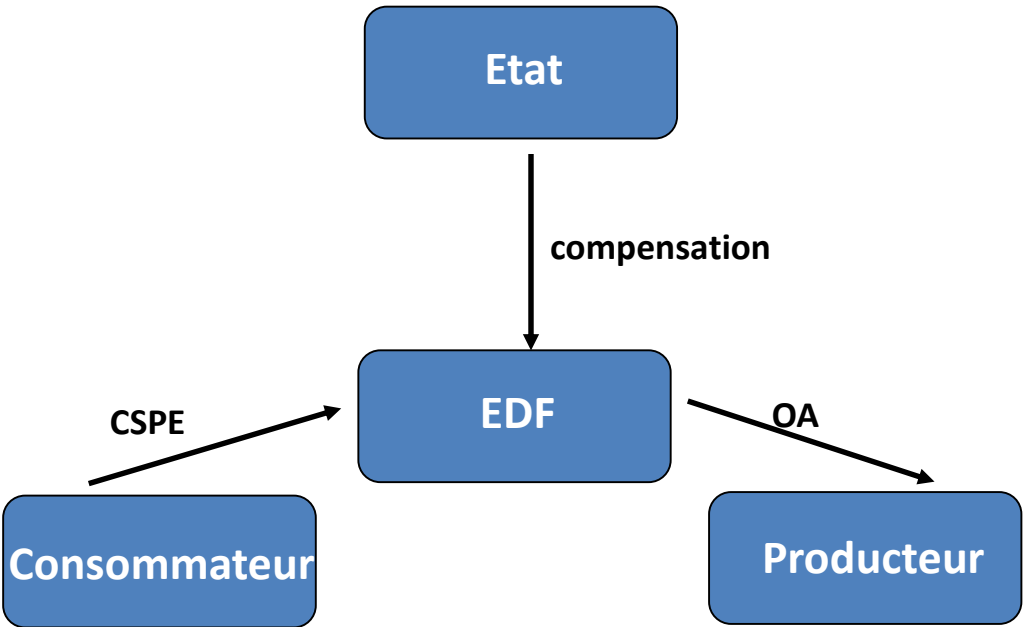 Etat
compensation
EDF
CSPE
OA
Consommateur
Producteur